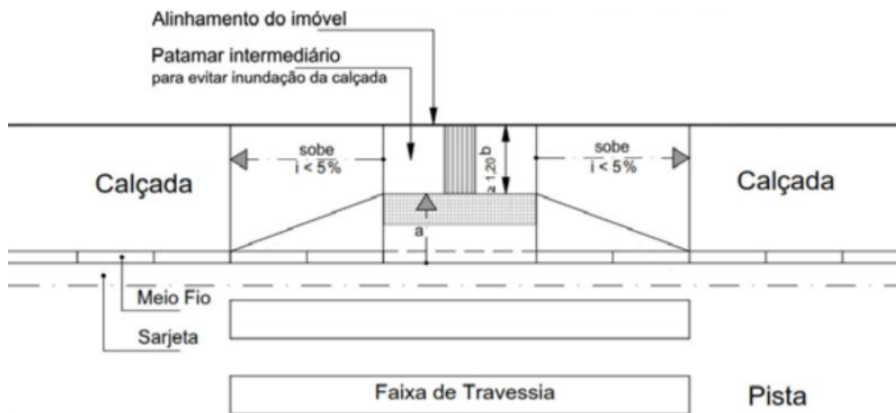 Alinhamento do imóvel
Patamar intermediário
para evitar inundação da calçada
Calçada
sobe
i < 5%
≥ 1,20 b
sobe
i < 5%
Calçada
a
Meio Fio
Sarjeta
Faixa de Travessia
Pista